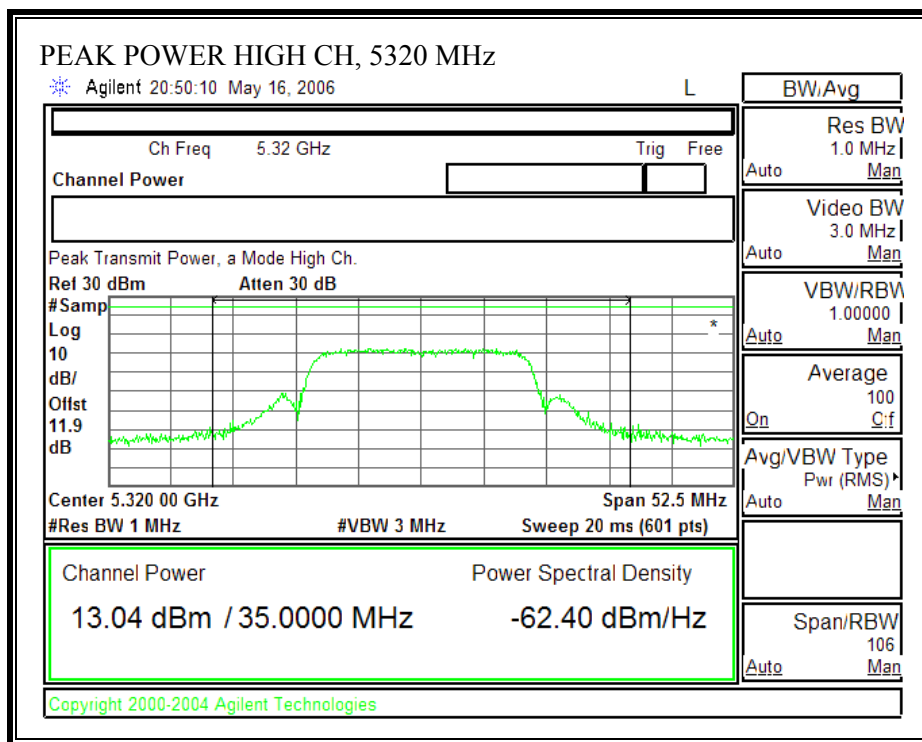 PEAK POWER HIGH CH, 5320 MHz
Agilent 20:50:10 May 16, 2006 L
BW/Avg
Ch Freq 5.32 GHz Trig Free
Channel Power
Peak Transmit Power, a Mode High Ch.
Ref 30 dBm Atten 30 dB
#Samp
Log
10
dB/
Offst
11.9
dB
*
Center 5.320 00 GHz Span 52.5 MHz
#Res BW 1 MHz #VBW 3 MHz Sweep 20 ms (601 pts)
Channel Power Power Spectral Density
13.04 dBm / 35.0000 MHz -62.40 dBm/Hz
Copyright 2000-2004 Agilent Technologies
Res BW
1.0 MHz
Auto Man
Video BW
3.0 MHz
Auto Man
VBW/RBW
1.00000
Auto Man
Average
100
On
Avg/VBW Type
Pwr (RMS)
Auto Man
Span/RBW
106
Auto Man